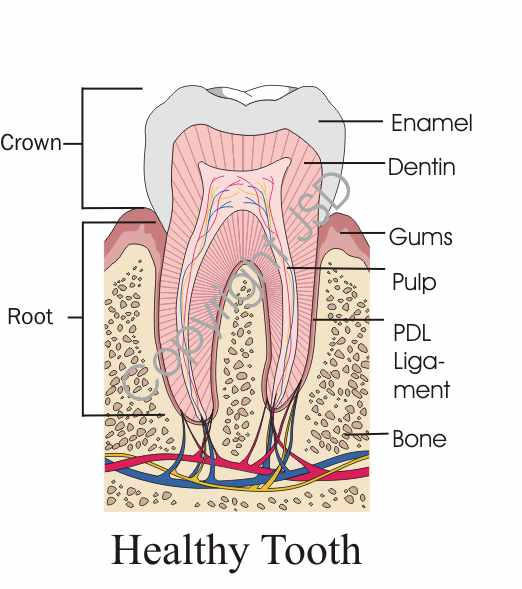 Enamel
Crown
Dentin
Gums
Pulp
Root
PDL
Liga-
ment
Bone
Copyright JSD
Healthy Tooth